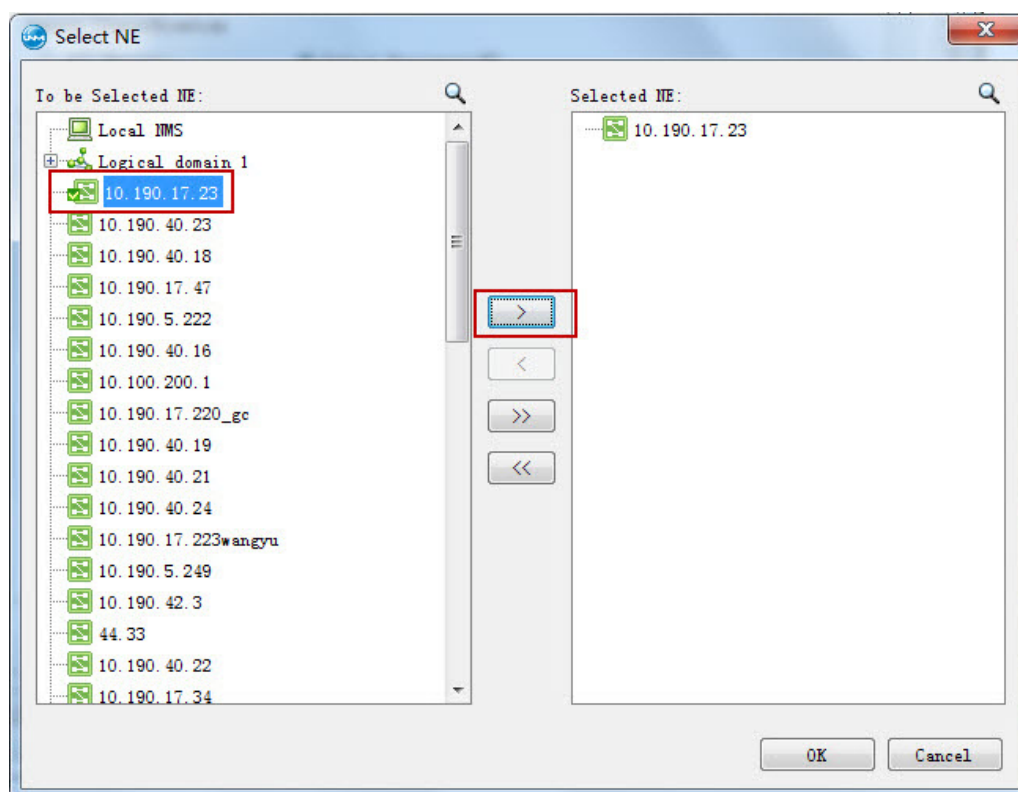 Select NE
To be Selected NE:
Local NMS
Logical domain 1
10.190.17.23
10.190.40.23
10.190.40.18
10.190.17.47
10.190.5.222
10.190.40.16
10.100.200.1
10.190.17.220_gc
10.190.40.19
10.190.40.21
10.190.40.24
10.190.17.223wangyu
10.190.5.249
10.190.42.3
44.33
10.190.40.22
10.190.17.34
>
<
>>
<<
Selected NE:
10.190.17.23
OK
Cancel